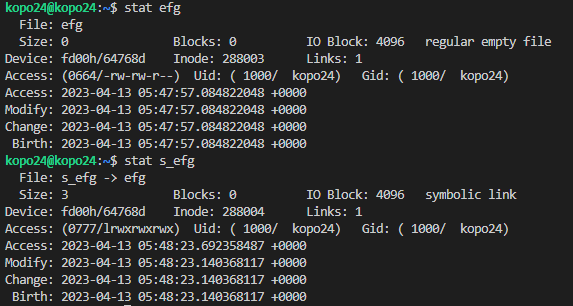 kopo24@kopo24:~$ stat efg
  File: efg
  Size: 0               Blocks: 0          IO Block: 4096   regular empty file
Device: fd00h/64768d    Inode: 288003      Links: 1
Access: (0664/-rw-rw-r--)  Uid: ( 1000/  kopo24)   Gid: ( 1000/  kopo24)
Access: 2023-04-13 05:47:57.084822048 +0000
Modify: 2023-04-13 05:47:57.084822048 +0000
Change: 2023-04-13 05:47:57.084822048 +0000
 Birth: 2023-04-13 05:47:57.084822048 +0000
kopo24@kopo24:~$ stat s_efg
  File: s_efg -> efg
  Size: 3               Blocks: 0          IO Block: 4096   symbolic link
Device: fd00h/64768d    Inode: 288004      Links: 1
Access: (0777/lrwxrwxrwx)  Uid: ( 1000/  kopo24)   Gid: ( 1000/  kopo24)
Access: 2023-04-13 05:48:23.692358487 +0000
Modify: 2023-04-13 05:48:23.140368117 +0000
Change: 2023-04-13 05:48:23.140368117 +0000
 Birth: 2023-04-13 05:48:23.140368117 +0000